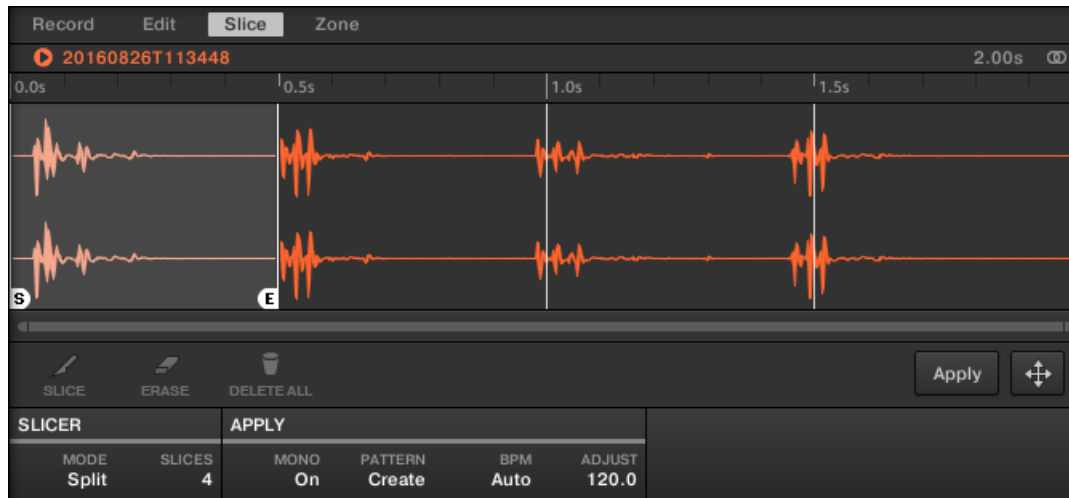 Record Edit Slice Zone
20160826T113448 2.00s
0.0s 0.5s 1.0s 1.5s
S E
SLICE ERASE DELETE ALL Apply
SLICER APPLY
MODE SLICES MONO PATTERN BPM ADJUST
Split 4 On Create Auto 120.0